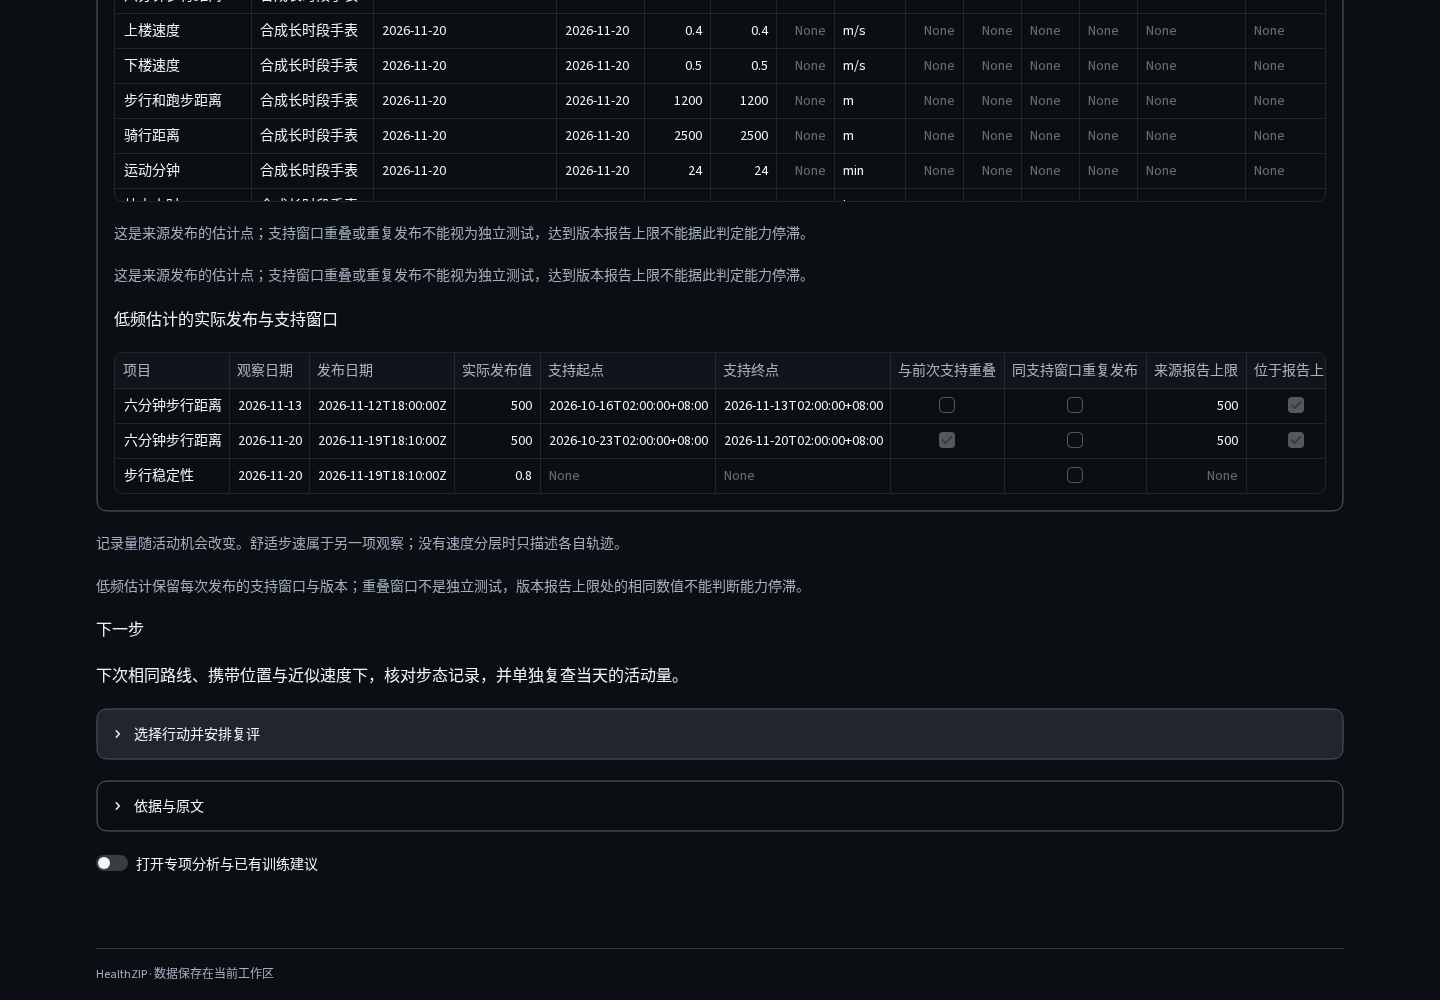 上楼速度 合成长时段手表 2026-11-20 2026-11-20 0.4 0.4 None m/s None None None None None None
下楼速度 合成长时段手表 2026-11-20 2026-11-20 0.5 0.5 None m/s None None None None None None
步行和跑步距离 合成长时段手表 2026-11-20 2026-11-20 1200 1200 None m None None None None None None
骑行距离 合成长时段手表 2026-11-20 2026-11-20 2500 2500 None m None None None None None None
运动分钟 合成长时段手表 2026-11-20 2026-11-20 24 24 None min None None None None None None
这是来源发布的估计点；支持窗口重叠或重复发布不能视为独立测试，达到版本报告上限不能据此判定能力停滞。
这是来源发布的估计点；支持窗口重叠或重复发布不能视为独立测试，达到版本报告上限不能据此判定能力停滞。
低频估计的实际发布与支持窗口
项目 观察日期 发布日期 实际发布值 支持起点 支持终点 与前次支持重叠 同支持窗口重复发布 来源报告上限 位于报告上
六分钟步行距离 2026-11-13 2026-11-12T18:00:00Z 500 2026-10-16T02:00:00+08:00 2026-11-13T02:00:00+08:00 500
六分钟步行距离 2026-11-20 2026-11-19T18:10:00Z 500 2026-10-23T02:00:00+08:00 2026-11-20T02:00:00+08:00 500
步行稳定性 2026-11-20 2026-11-19T18:10:00Z 0.8 None None None
记录量随活动机会改变。舒适步速属于另一项观察；没有速度分层时只描述各自轨迹。
低频估计保留每次发布的支持窗口与版本；重叠窗口不是独立测试，版本报告上限处的相同数值不能判断能力停滞。
下一步
下次相同路线、携带位置与近似速度下，核对步态记录，并单独复查当天的活动量。
选择行动并安排复评
依据与原文
打开专项分析与已有训练建议
HealthZIP · 数据保存在当前工作区